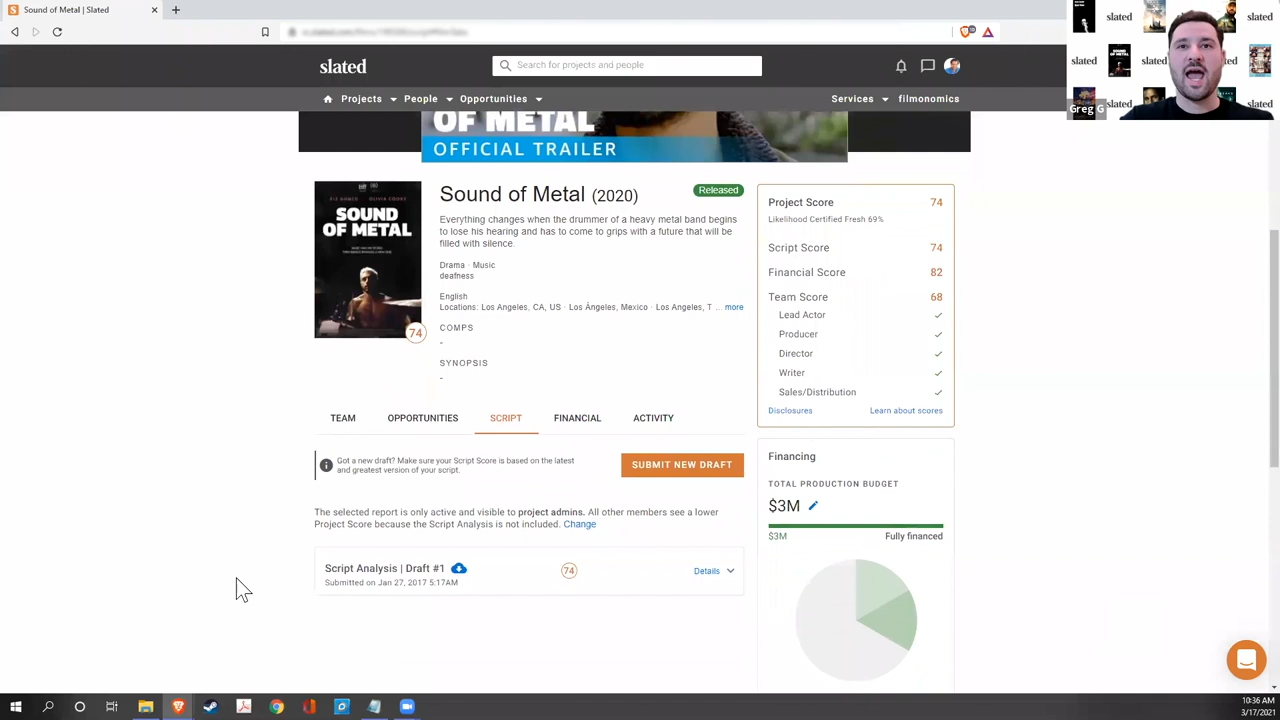 Sound of Metal | Slated
slated
Search for projects and people
Projects People Opportunities Services filmonomics
OF METAL
OFFICIAL TRAILER
slated
slated
slated
slated
Greg G
RIZ AHMED OLIVIA COOKE
SOUND
OF METAL
74
Sound of Metal (2020)
Released
Everything changes when the drummer of a heavy metal band begins
to lose his hearing and has to come to grips with a future that will be
filled with silence.
Drama · Music
deafness
English
Locations: Los Angeles, CA, US · Los Ángeles, Mexico · Los Angeles, T ... more
COMPS
-
SYNOPSIS
-
Project Score 74
Likelihood Certified Fresh 69%
Script Score 74
Financial Score 82
Team Score 68
Lead Actor
Producer
Director
Writer
Sales/Distribution
Disclosures Learn about scores
TEAM OPPORTUNITIES SCRIPT FINANCIAL ACTIVITY
Got a new draft? Make sure your Script Score is based on the latest
and greatest version of your script.
SUBMIT NEW DRAFT
The selected report is only active and visible to project admins. All other members see a lower
Project Score because the Script Analysis is not included. Change
Script Analysis | Draft #1 74 Details
Submitted on Jan 27, 2017 5:17AM
Financing
TOTAL PRODUCTION BUDGET
$3M
$3M Fully financed
10:36 AM
3/17/2021